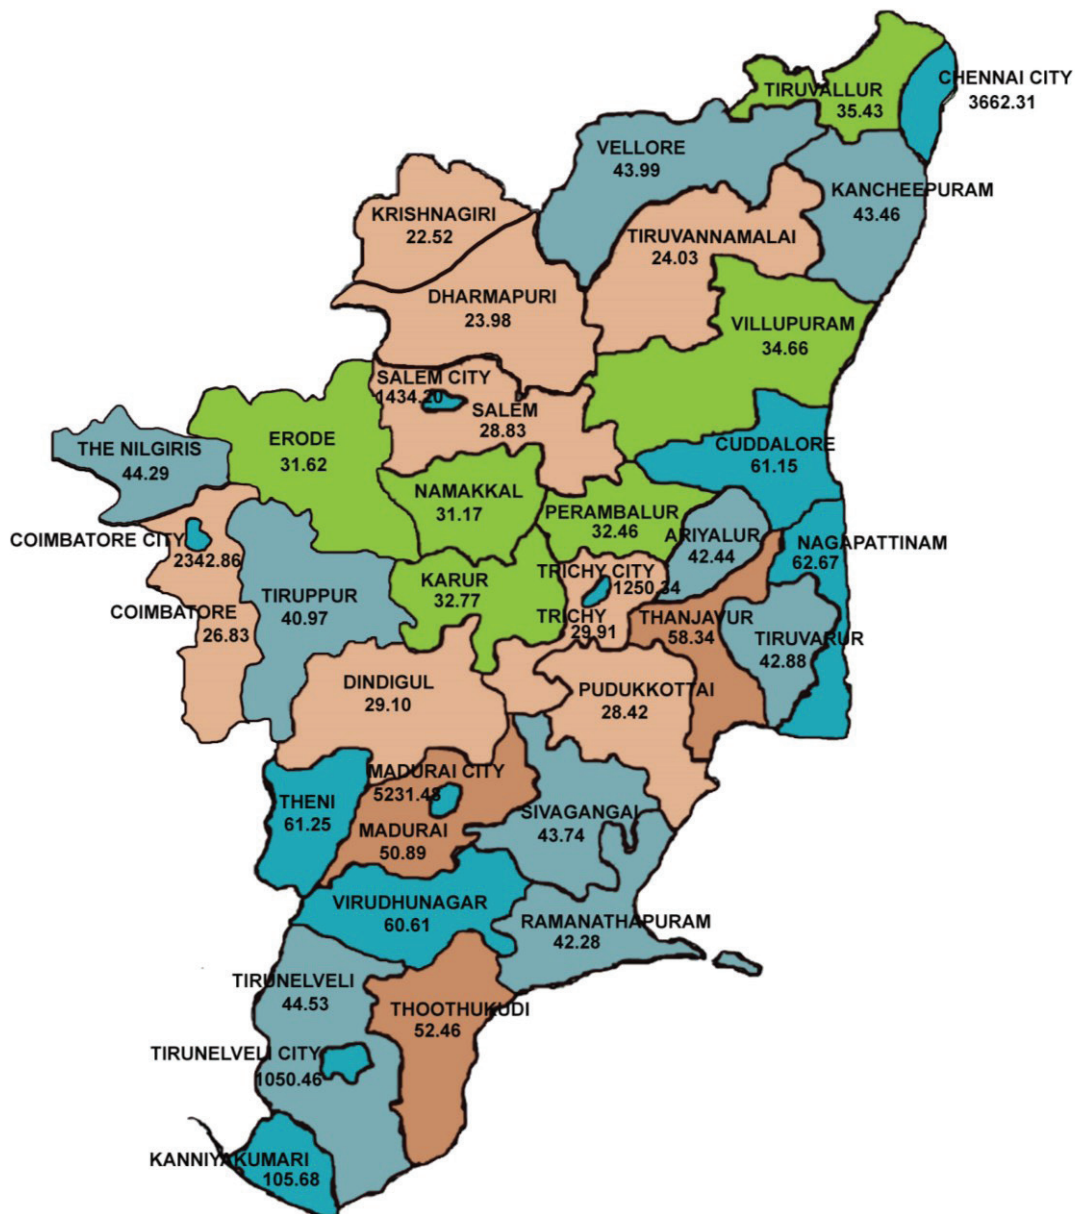 CHENNAI CITY
3662.31
TIRUVALLUR
35.43
VELLORE
43.99
KANCHEEPURAM
43.46
KRISHNAGIRI
22.52
TIRUVANNAMALAI
24.03
DHARMAPURI
23.98
VILLUPURAM
34.66
SALEM CITY
1434.20
SALEM
28.83
ERODE
31.62
THE NILGIRIS
44.29
CUDDALORE
61.15
NAMAKKAL
31.17
PERAMBALUR
32.46
ARIYALUR
42.44
NAGAPATTINAM
62.67
COIMBATORE CITY
2342.86
TRICHY CITY
1250.34
KARUR
32.77
TIRUPPUR
40.97
COIMBATORE
26.83
TRICHY
29.91
THANJAVUR
58.34
TIRUVARUR
42.88
DINDIGUL
29.10
PUDUKKOTTAI
28.42
MADURAI CITY
5231.48
THENI
61.25
SIVAGANGAI
43.74
MADURAI
50.89
VIRUDHUNAGAR
60.61
RAMANATHAPURAM
42.28
TIRUNELVELI
44.53
THOOTHUKUDI
52.46
TIRUNELVELI CITY
1050.46
KANNIYAKUMARI
105.68